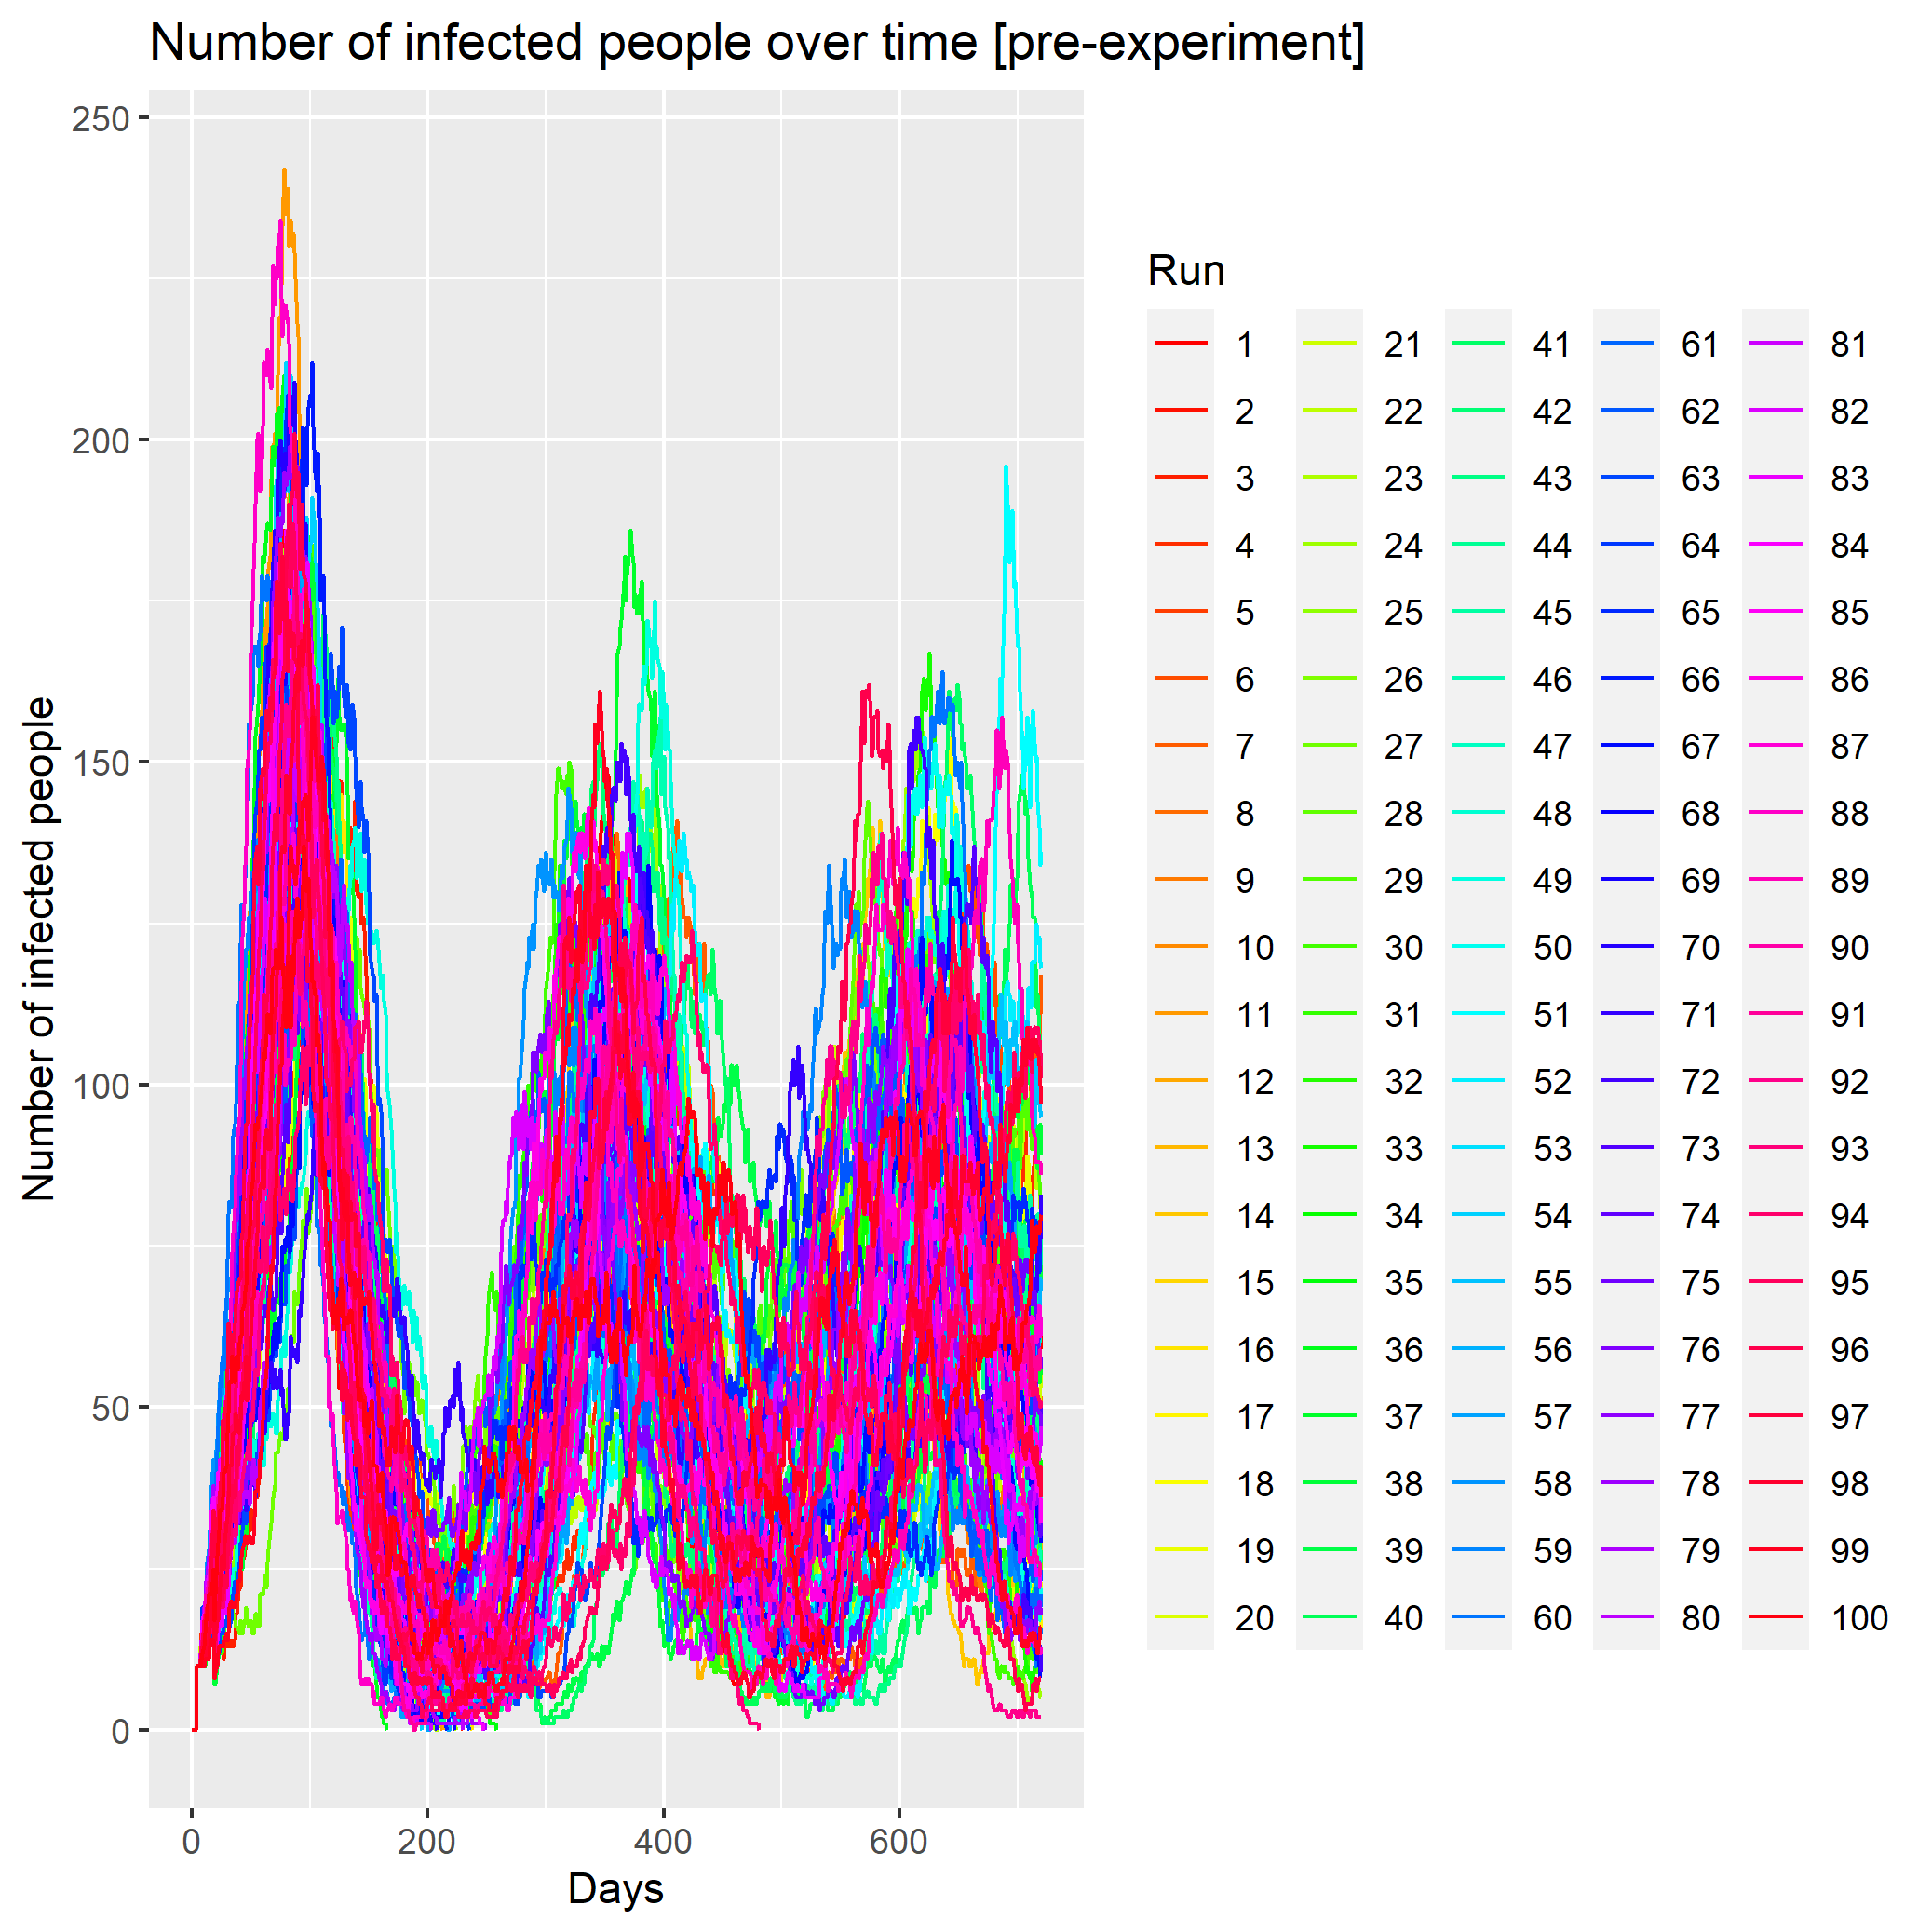 Number of infected people over time [pre-experiment]
250
200
150
100
50
0
Number of infected people
0 200 400 600
Days
Run
1 21 41 61 81
2 22 42 62 82
3 23 43 63 83
4 24 44 64 84
5 25 45 65 85
6 26 46 66 86
7 27 47 67 87
8 28 48 68 88
9 29 49 69 89
10 30 50 70 90
11 31 51 71 91
12 32 52 72 92
13 33 53 73 93
14 34 54 74 94
15 35 55 75 95
16 36 56 76 96
17 37 57 77 97
18 38 58 78 98
19 39 59 79 99
20 40 60 80 100